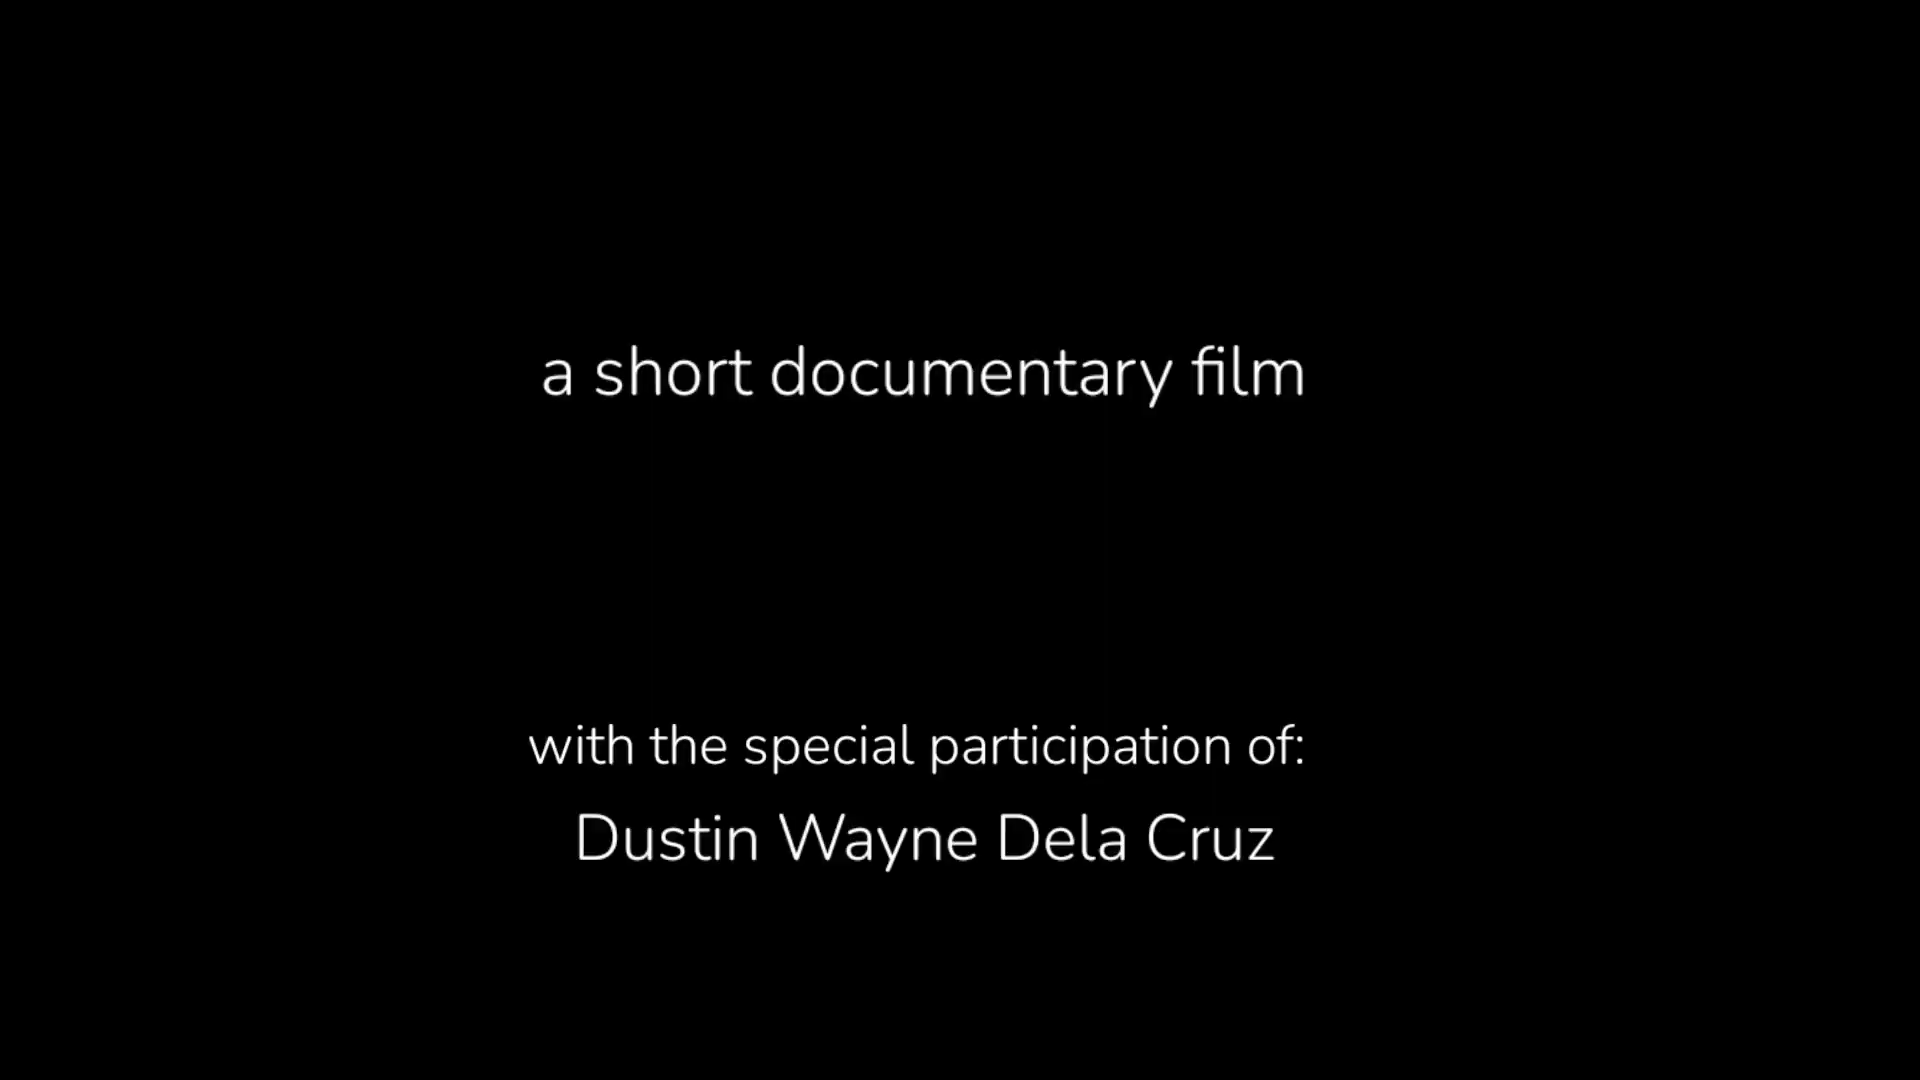 a short documentary film
with the special participation of:
Dustin Wayne Dela Cruz